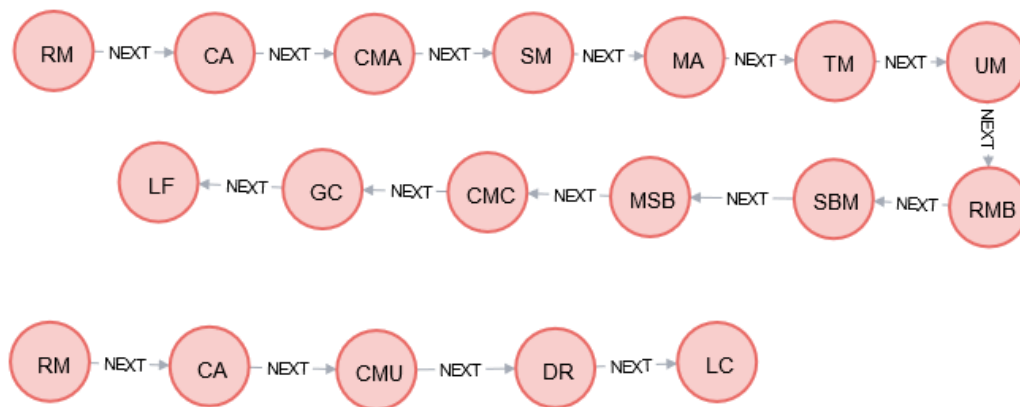 RM NEXT CA NEXT CMA NEXT SM NEXT MA NEXT TM NEXT UM
NEXT
LF NEXT GC NEXT CMC NEXT MSB NEXT SBM NEXT RMB
RM NEXT CA NEXT CMU NEXT DR NEXT LC